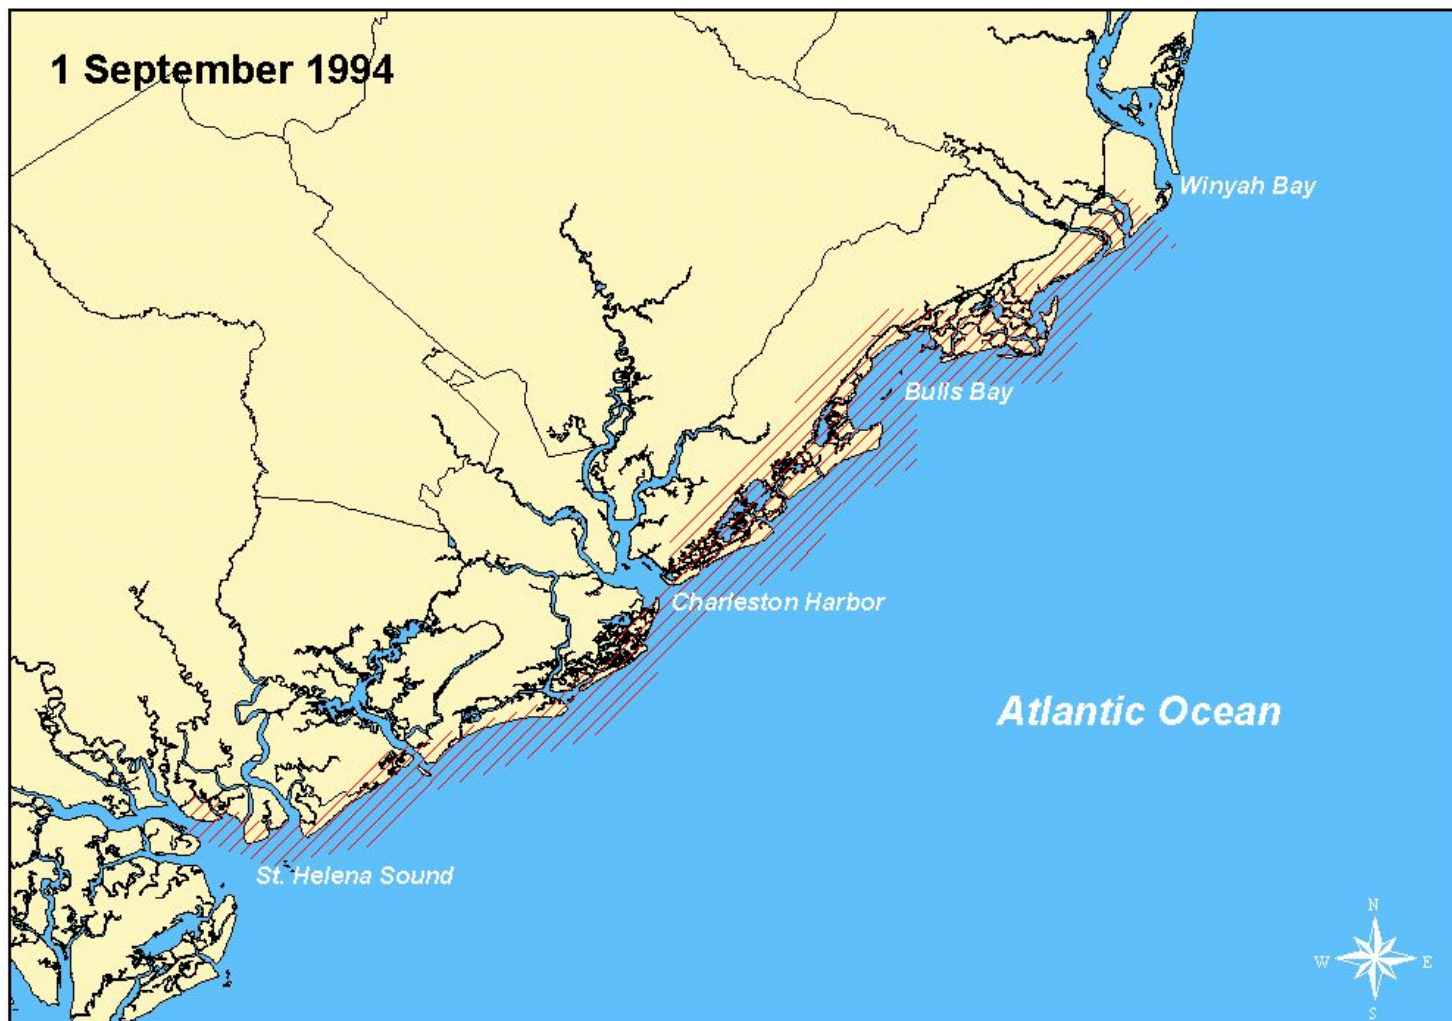 1 September 1994
Winyah Bay
Bulls Bay
Charleston Harbor
Atlantic Ocean
St. Helena Sound
N
W E
S